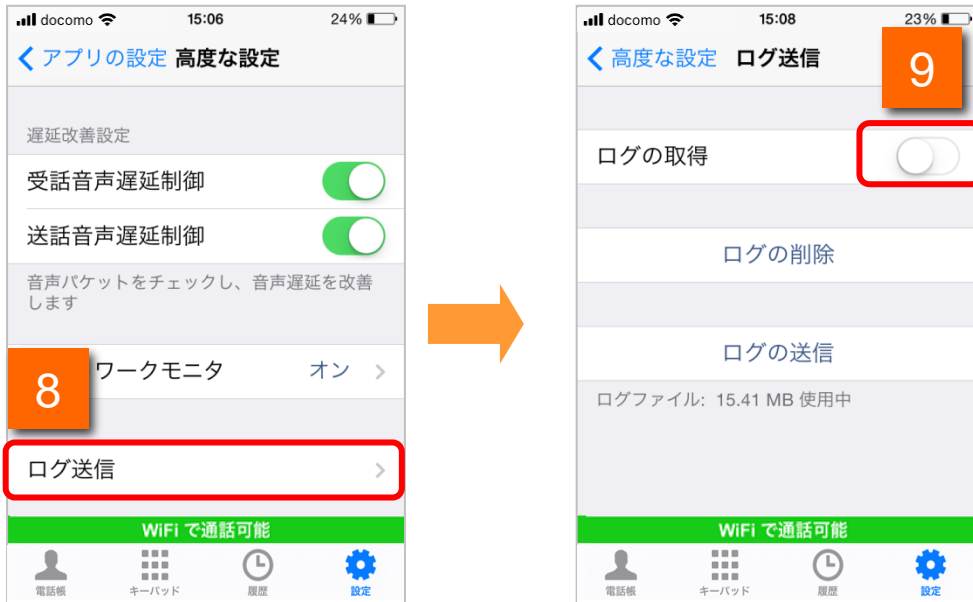 docomo 15:06 24%
アプリの設定 高度な設定
遅延改善設定
受話音声遅延制御
送話音声遅延制御
音声パケットをチェックし、音声遅延を改善
します
ワークモニタ オン
8
ログ送信
WiFi で通話可能
電話帳 キーパッド 履歴 設定
docomo 15:08 23%
高度な設定 ログ送信
9
ログの取得
ログの削除
ログの送信
ログファイル: 15.41 MB 使用中
WiFi で通話可能
電話帳 キーパッド 履歴 設定